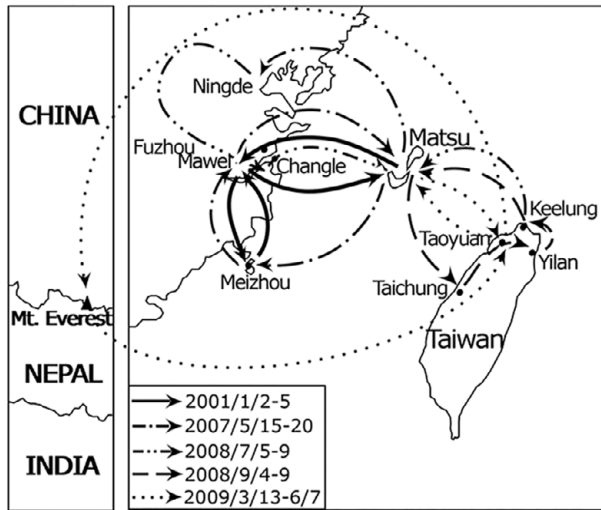 CHINA
Mt. Everest
NEPAL
INDIA
Ningde
Fuzhou
Mawei
Changle
Matsu
Meizhou
Keelung
Taoyuan
Yilan
Taichung
Taiwan
2001/1/2-5
2007/5/15-20
2008/7/5-9
2008/9/4-9
2009/3/13-6/7